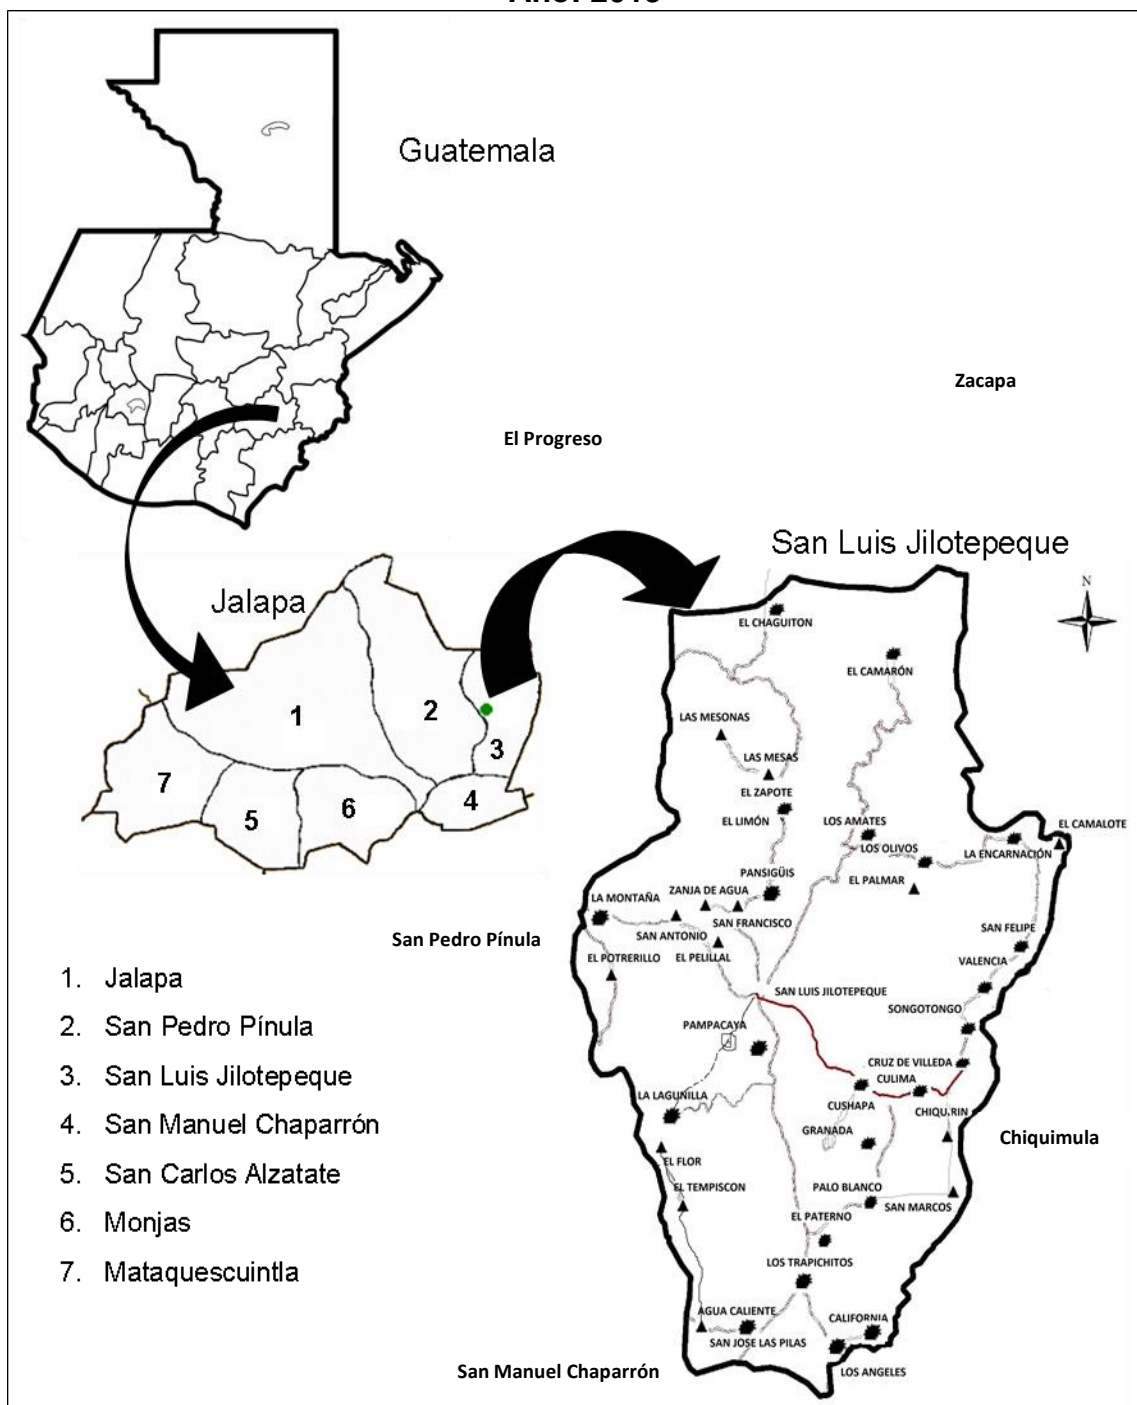 Guatemala
Zacapa
El Progreso
San Luis Jilotepeque
N
Jalapa
1
2
3
4
5
6
7
EL CHAGUITON
EL CAMARÓN
LAS MESONAS
LAS MESAS
EL ZAPOTE
EL LIMÓN
LOS AMATES
EL CAMALOTE
LOS OLIVOS
LA ENCARNACIÓN
PANSIGÜIS
EL PALMAR
ZANJA DE AGUA
LA MONTAÑA
SAN FRANCISCO
SAN FELIPE
SAN ANTONIO
San Pedro Pínula
EL POTRERILLO
EL PELILLAL
VALENCIA
SAN LUIS JILOTEPEQUE
SONGOTONGO
PAMPACAYA
CRUZ DE VILLEDA
CULIMA
LA LAGUNILLA
CUSHAPA
CHIQUIRIN
GRANADA
Chiquimula
EL FLOR
EL TEMPISCON
PALO BLANCO
SAN MARCOS
EL PATERNO
LOS TRAPICHITOS
AGUA CALIENTE
CALIFORNIA
SAN JOSE LAS PILAS
LOS ANGELES
San Manuel Chaparrón
1. Jalapa
2. San Pedro Pínula
3. San Luis Jilotepeque
4. San Manuel Chaparrón
5. San Carlos Alzatate
6. Monjas
7. Mataquescuintla